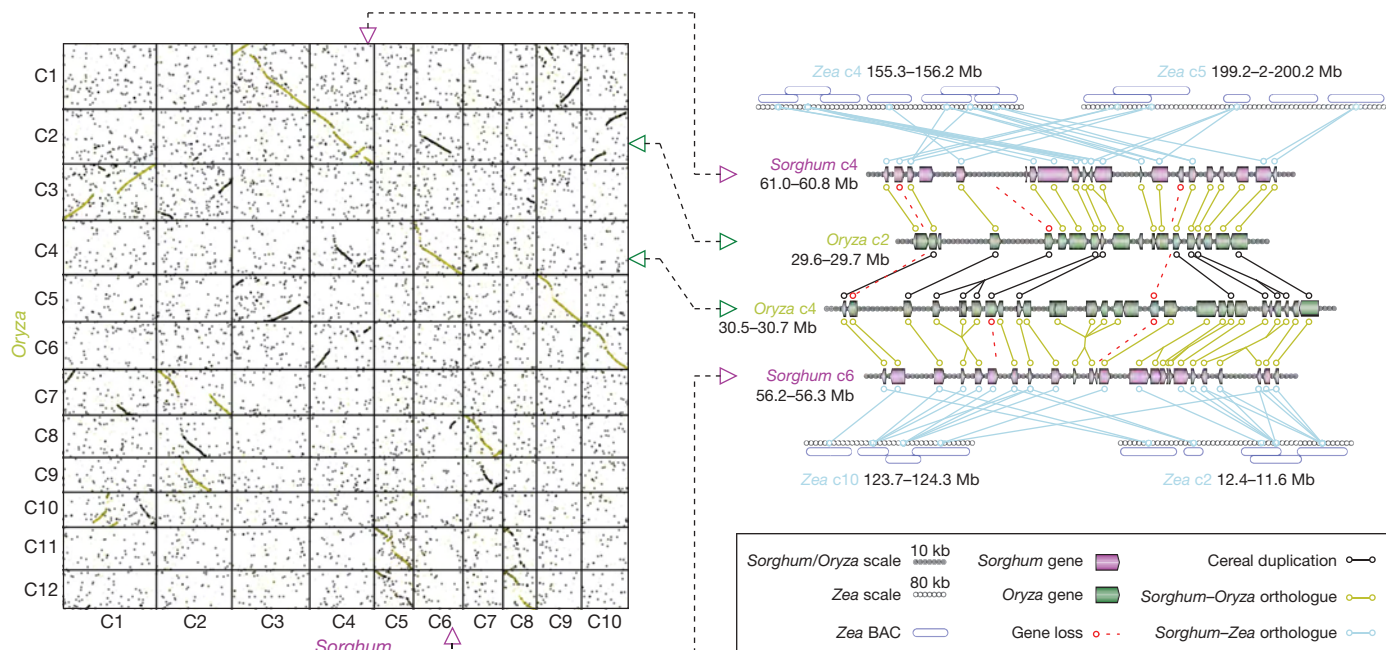 C1
C2
C3
C4
C5
C6
C7
C8
C9
C10
C11
C12
Oryza
C1 C2 C3 C4 C5 C6 C7 C8 C9 C10
Sorghum
Zea c4 155.3–156.2 Mb
Zea c5 199.2–2-200.2 Mb
Sorghum c4
61.0–60.8 Mb
Oryza c2
29.6–29.7 Mb
Oryza c4
30.5–30.7 Mb
Sorghum c6
56.2–56.3 Mb
Zea c10 123.7–124.3 Mb
Zea c2 12.4–11.6 Mb
Sorghum/Oryza scale 10 kb
Zea scale 80 kb
Zea BAC
Sorghum gene
Oryza gene
Gene loss
Cereal duplication
Sorghum–Oryza orthologue
Sorghum–Zea orthologue